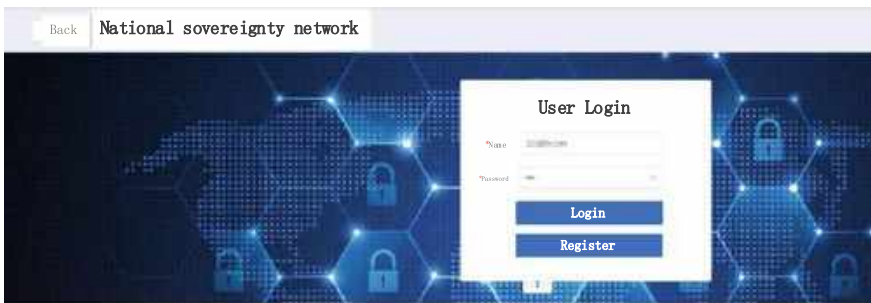 Back National sovereignty network
User Login
*Name
*Password
Login
Register